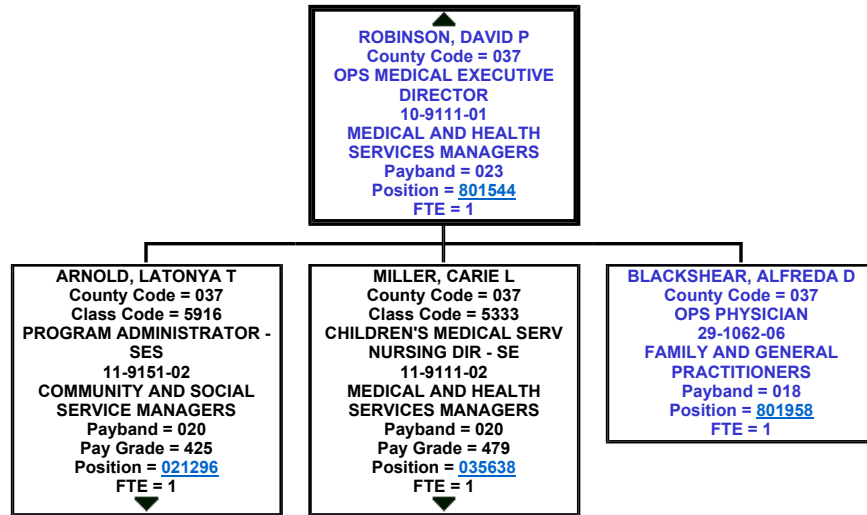 ROBINSON, DAVID P
County Code = 037
OPS MEDICAL EXECUTIVE
DIRECTOR
10-9111-01
MEDICAL AND HEALTH
SERVICES MANAGERS
Payband = 023
Position = 801544
FTE = 1
ARNOLD, LATONYA T
County Code = 037
Class Code = 5916
PROGRAM ADMINISTRATOR -
SES
11-9151-02
COMMUNITY AND SOCIAL
SERVICE MANAGERS
Payband = 020
Pay Grade = 425
Position = 021296
FTE = 1
MILLER, CARIE L
County Code = 037
Class Code = 5333
CHILDREN'S MEDICAL SERV
NURSING DIR - SE
11-9111-02
MEDICAL AND HEALTH
SERVICES MANAGERS
Payband = 020
Pay Grade = 479
Position = 035638
FTE = 1
BLACKSHEAR, ALFREDA D
County Code = 037
OPS PHYSICIAN
29-1062-06
FAMILY AND GENERAL
PRACTITIONERS
Payband = 018
Position = 801958
FTE = 1